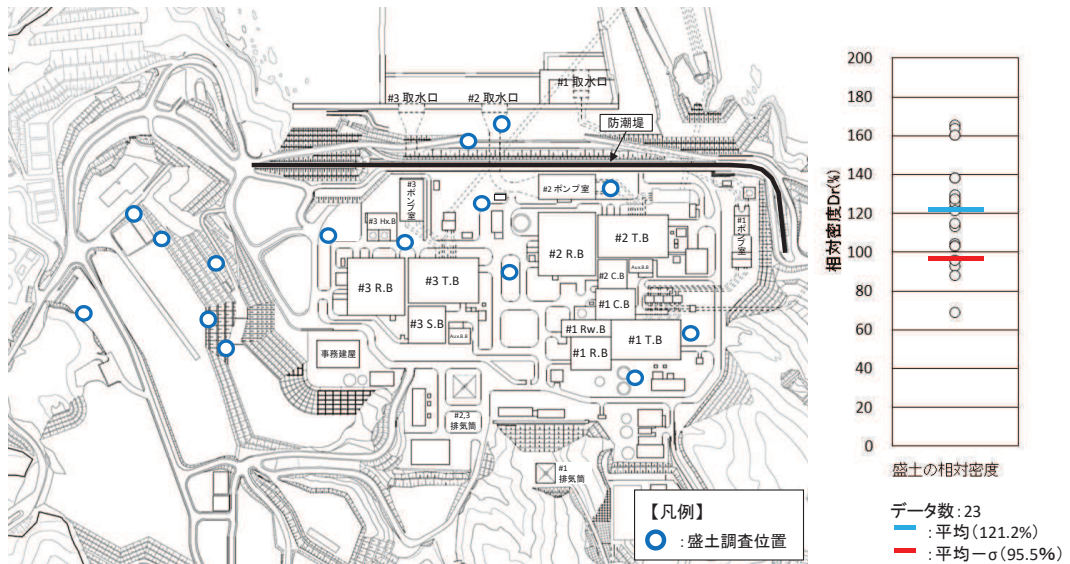 #1 取水口
#3 取水口
#2 取水口
防潮堤
#3
ポンプ室
#2 ポンプ室
#1
ポンプ室
#3 Hx.B
#2 T.B
#2 R.B
#3 T.B
#3 R.B
#2 C.B
Aux.B.B
#1 C.B
#3 S.B
Aux.B.B
#1 Rw.B
#1 T.B
#1 R.B
事務建屋
#2,3
排気筒
#1
排気筒
【凡例】
:盛土調査位置
相対密度Dr(%)
200
180
160
140
120
100
80
60
40
20
0
盛土の相対密度
データ数:23
:平均(121.2%)
:平均－σ(95.5%)